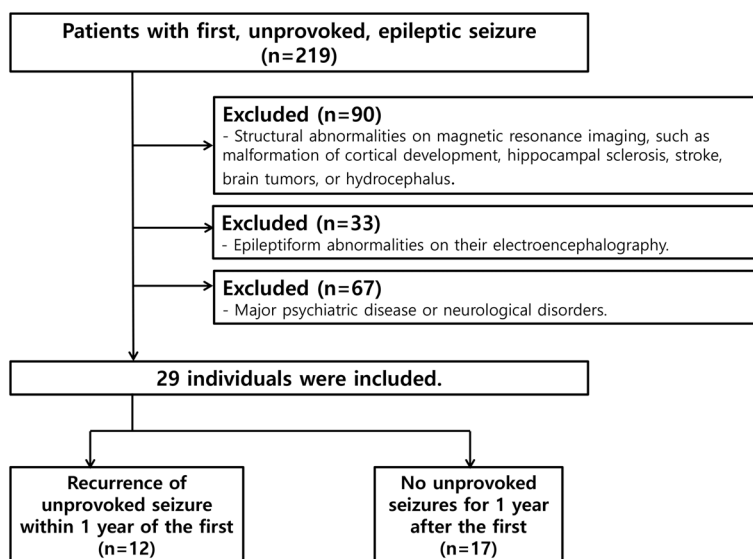 Patients with first, unprovoked, epileptic seizure
(n=219)
Excluded (n=90)
- Structural abnormalities on magnetic resonance imaging, such as
malformation of cortical development, hippocampal sclerosis, stroke,
brain tumors, or hydrocephalus.
Excluded (n=33)
- Epileptiform abnormalities on their electroencephalography.
Excluded (n=67)
- Major psychiatric disease or neurological disorders.
29 individuals were included.
Recurrence of
unprovoked seizure
within 1 year of the first
(n=12)
No unprovoked
seizures for 1 year
after the first
(n=17)